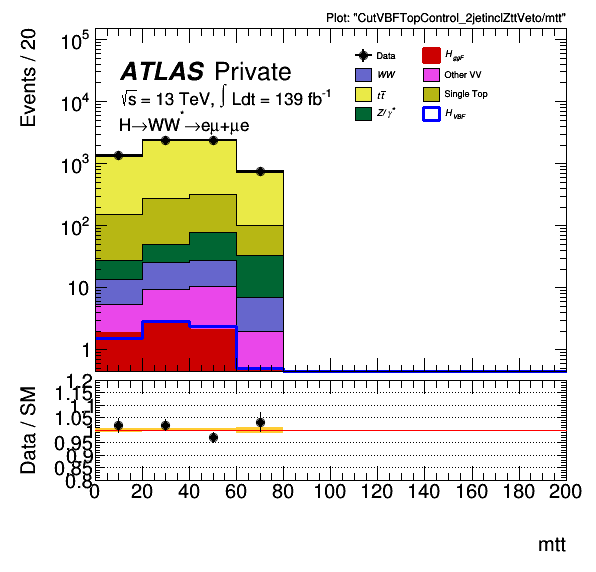 Plot: "CutVBFTopControl_2jetinclZttVeto/mtt"
Events / 20
10⁵
10⁴
10³
10²
10
1
ATLAS Private
√s = 13 TeV, ∫ Ldt = 139 fb⁻¹
H→WW*→eμ+μe
Data
H ggF
WW
Other VV
tt̅
Single Top
Z/γ*
H VBF
Data / SM
1.2
1.15
1.1
1.05
1
0.95
0.9
0.85
0.8
0 20 40 60 80 100 120 140 160 180 200
mtt